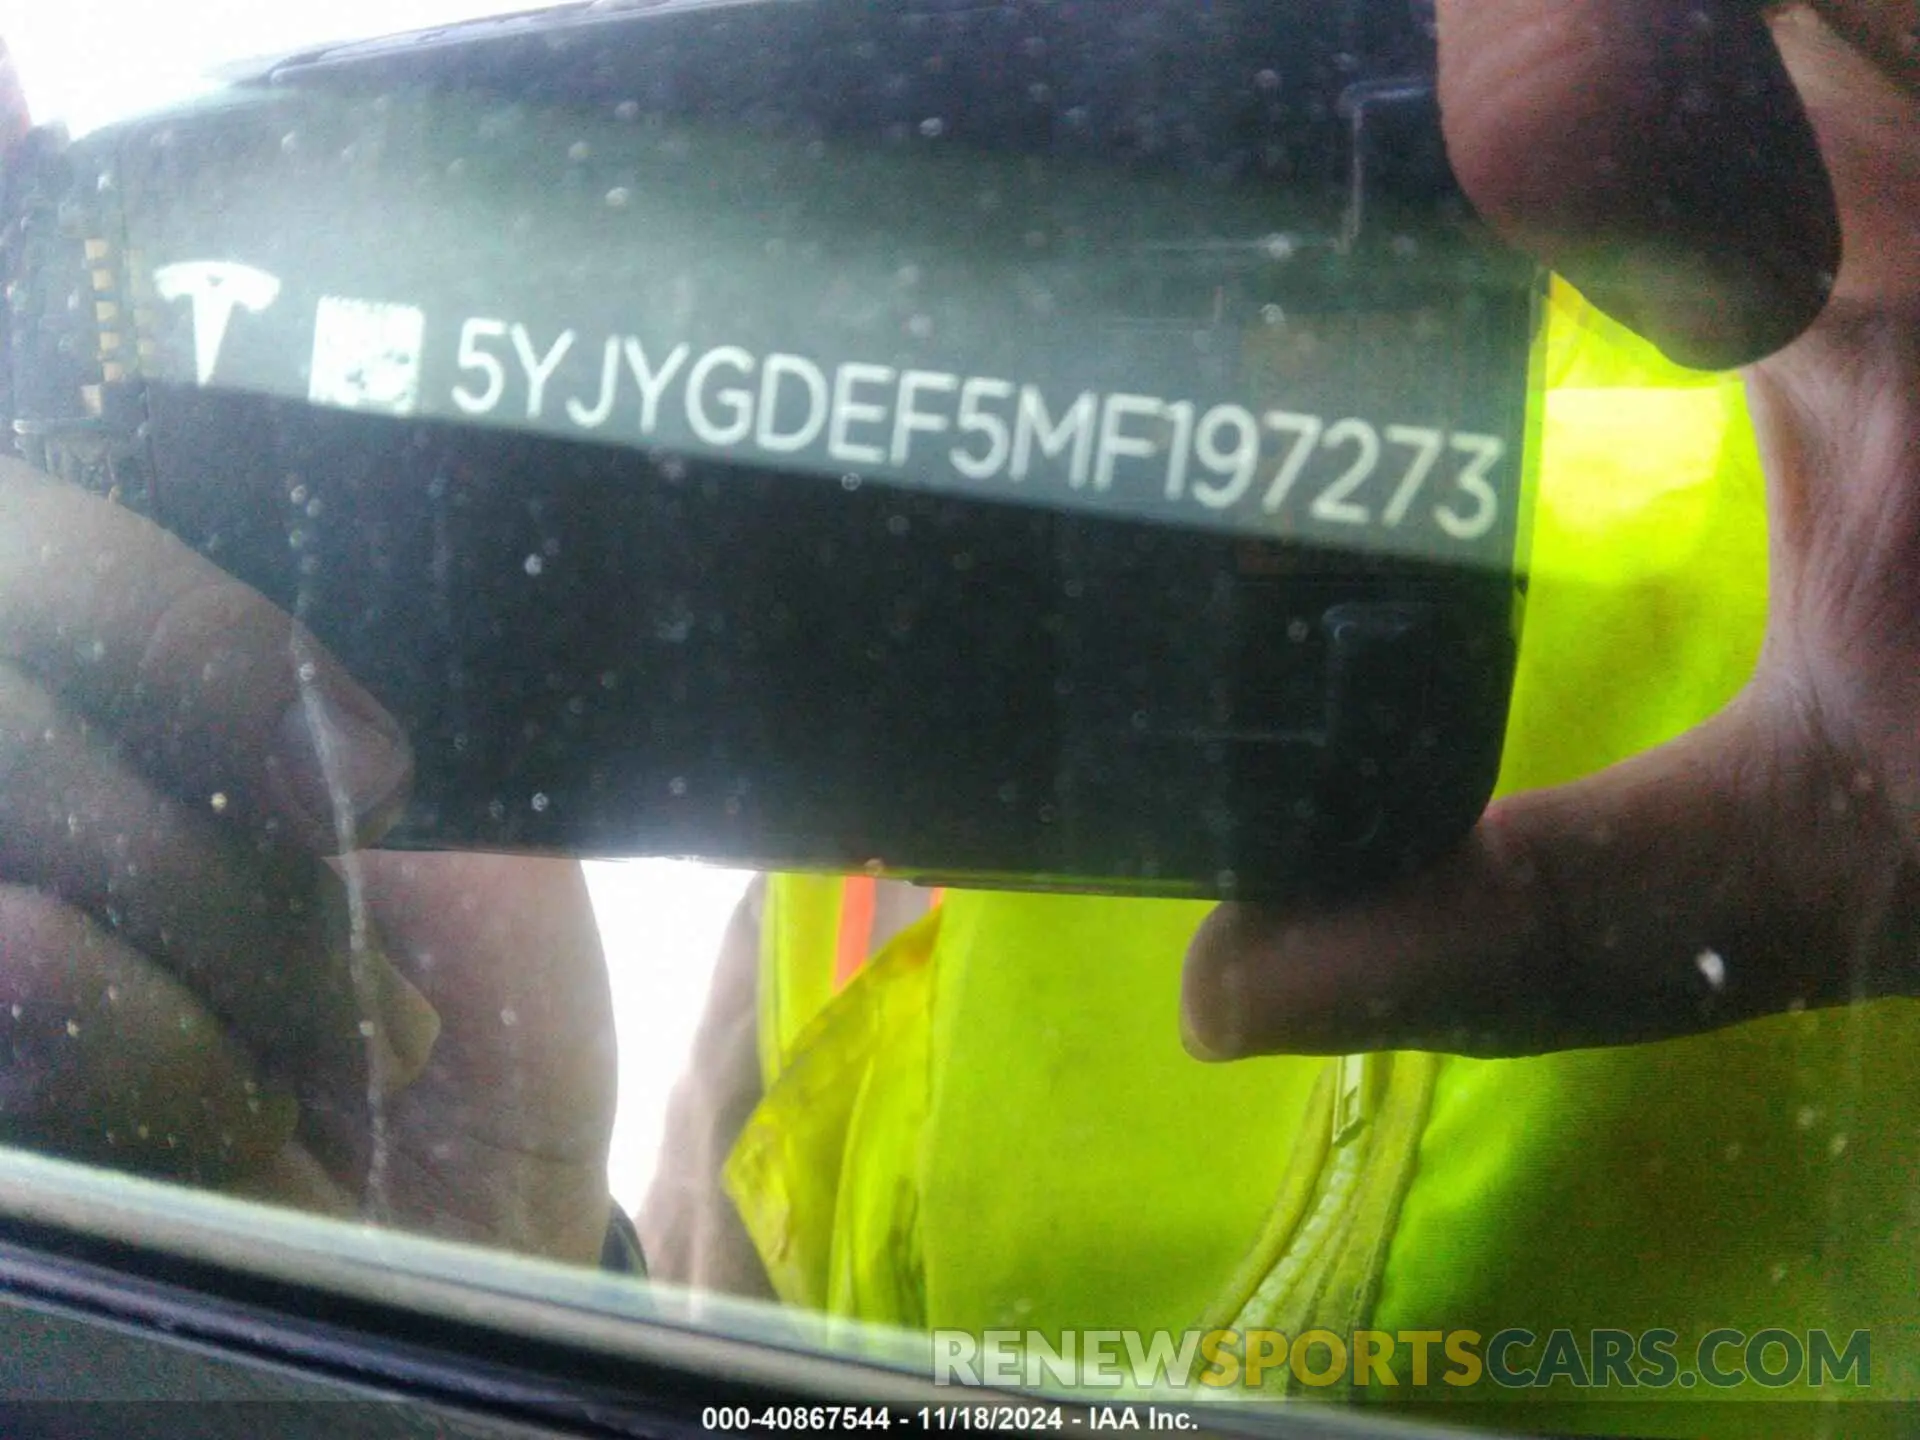 5YJYGDEF5MF197273
RENEWSPORTSCARS.COM
000-40867544 - 11/18/2024 - IAA Inc.